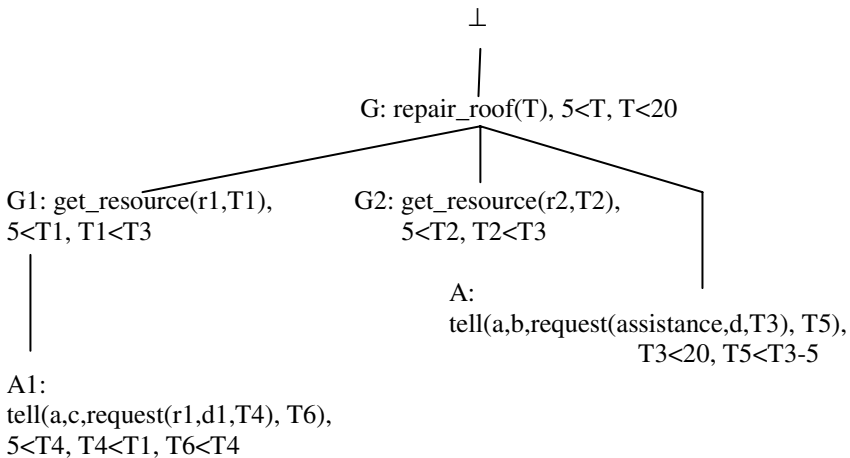 ⊥
G: repair_roof(T), 5<T, T<20
G1: get_resource(r1,T1),
5<T1, T1<T3
G2: get_resource(r2,T2),
5<T2, T2<T3
A:
tell(a,b,request(assistance,d,T3), T5),
T3<20, T5<T3-5
A1:
tell(a,c,request(r1,d1,T4), T6),
5<T4, T4<T1, T6<T4